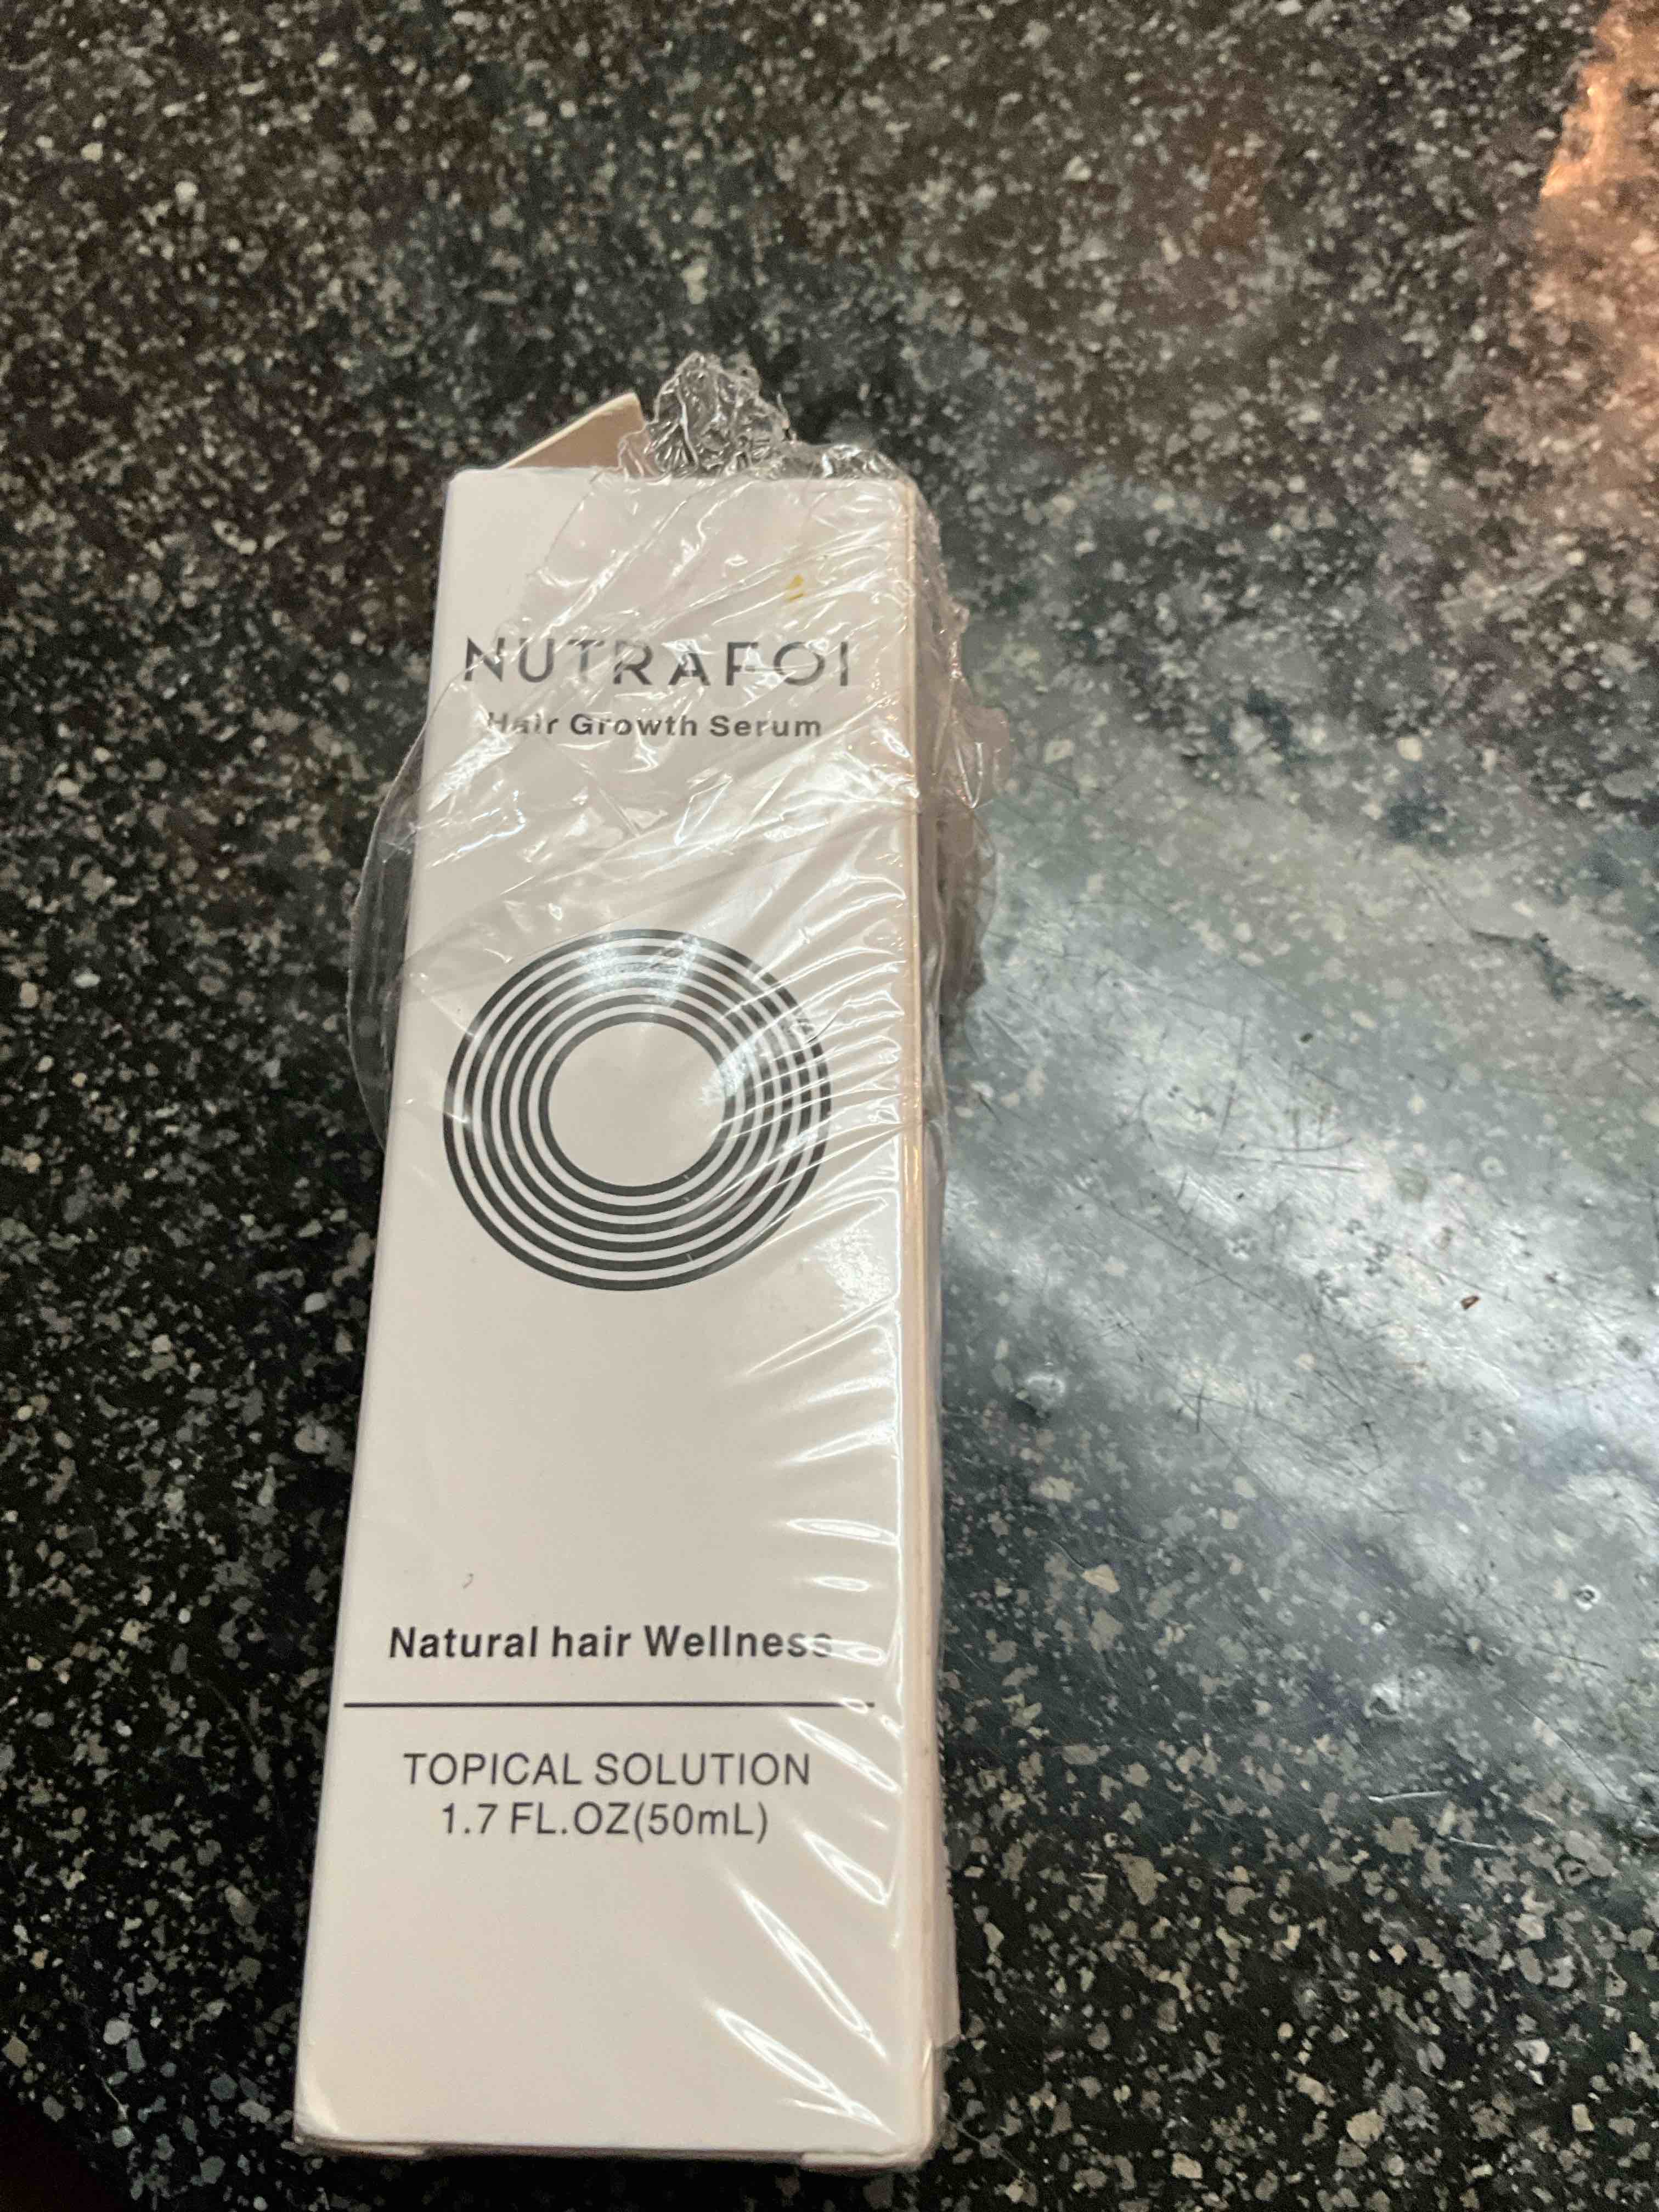 NUTRAFOI
Hair Growth Serum
Natural hair Wellness
TOPICAL SOLUTION
1.7 FL.OZ(50mL)